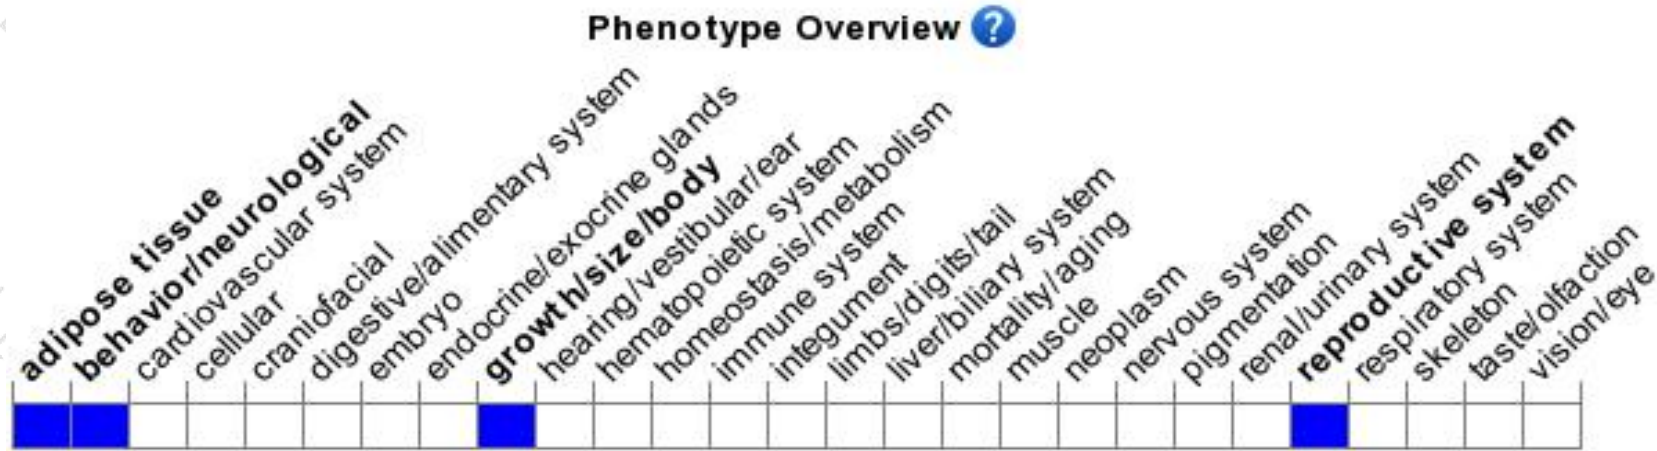 Phenotype Overview ?
adipose tissue
behavior/neurological
cardiovascular system
cellular
craniofacial
digestive/alimentary system
embryo
endocrine/exocrine glands
growth/size/body
hearing/vestibular/ear
hematopoietic system
homeostasis/metabolism
immune system
integument
limbs/digits/tail
liver/biliary system
mortality/aging
muscle
neoplasm
nervous system
pigmentation
renal/urinary system
reproductive system
respiratory system
skeleton
taste/olfaction
vision/eye